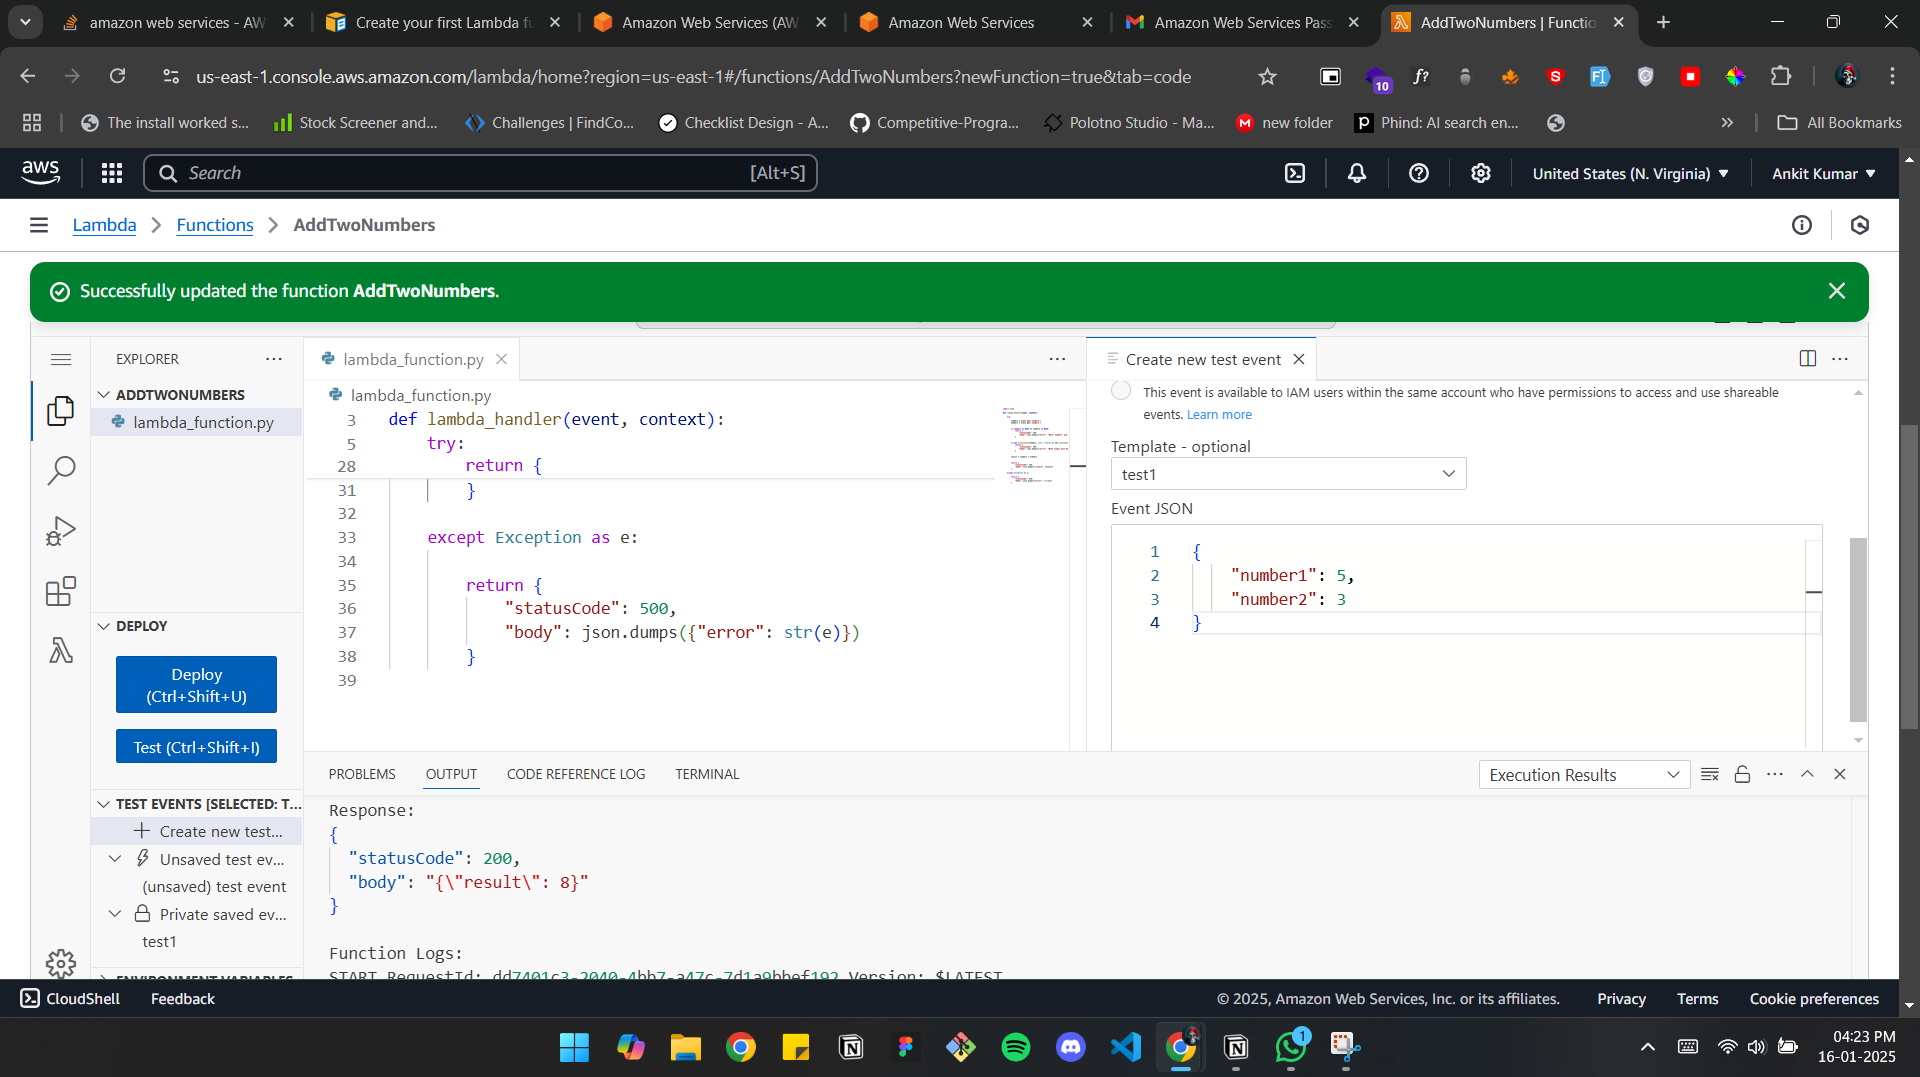 amazon web services - AW
Create your first Lambda fu
Amazon Web Services (AW
Amazon Web Services
Amazon Web Services Pass
AddTwoNumbers | Functio
us-east-1.console.aws.amazon.com/lambda/home?region=us-east-1#/functions/AddTwoNumbers?newFunction=true&tab=code
10
f?
S
The install worked s...
Stock Screener and...
Challenges | FindCo...
Checklist Design - A...
Competitive-Progra...
Polotno Studio - Ma...
new folder
Phind: AI search en...
»
All Bookmarks
aws
Search
[Alt+S]
United States (N. Virginia)
Ankit Kumar
Lambda
Functions
AddTwoNumbers
Successfully updated the function AddTwoNumbers.
EXPLORER
ADDTWONUMBERS
lambda_function.py
DEPLOY
Deploy
(Ctrl+Shift+U)
Test (Ctrl+Shift+I)
TEST EVENTS [SELECTED: T...
Create new test...
Unsaved test ev...
(unsaved) test event
Private saved ev...
test1
lambda_function.py
lambda_function.py
3 def lambda_handler(event, context):
5 try:
28 return {
31 }
32
33 except Exception as e:
34
35 return {
36 "statusCode": 500,
37 "body": json.dumps({"error": str(e)})
38 }
39
Create new test event
This event is available to IAM users within the same account who have permissions to access and use shareable
events. Learn more
Template - optional
test1
Event JSON
1 {
2 "number1": 5,
3 "number2": 3
4 }
PROBLEMS
OUTPUT
CODE REFERENCE LOG
TERMINAL
Execution Results
Response:
{
"statusCode": 200,
"body": "{\"result\": 8}"
}
Function Logs:
START RequestId: dd7401c3-2040-4bb7-a47c-7d1a9bbef192 Version: $LATEST
ENVIRONMENT VARIABLES
CloudShell
Feedback
© 2025, Amazon Web Services, Inc. or its affiliates.
Privacy
Terms
Cookie preferences
1
04:23 PM
16-01-2025